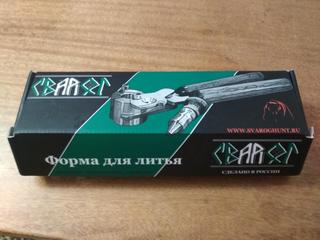 СВАРОГ
WWW.SVAROGHUNT.RU
Форма для литья
СВАРОГ
СДЕЛАНО В РОССИИ